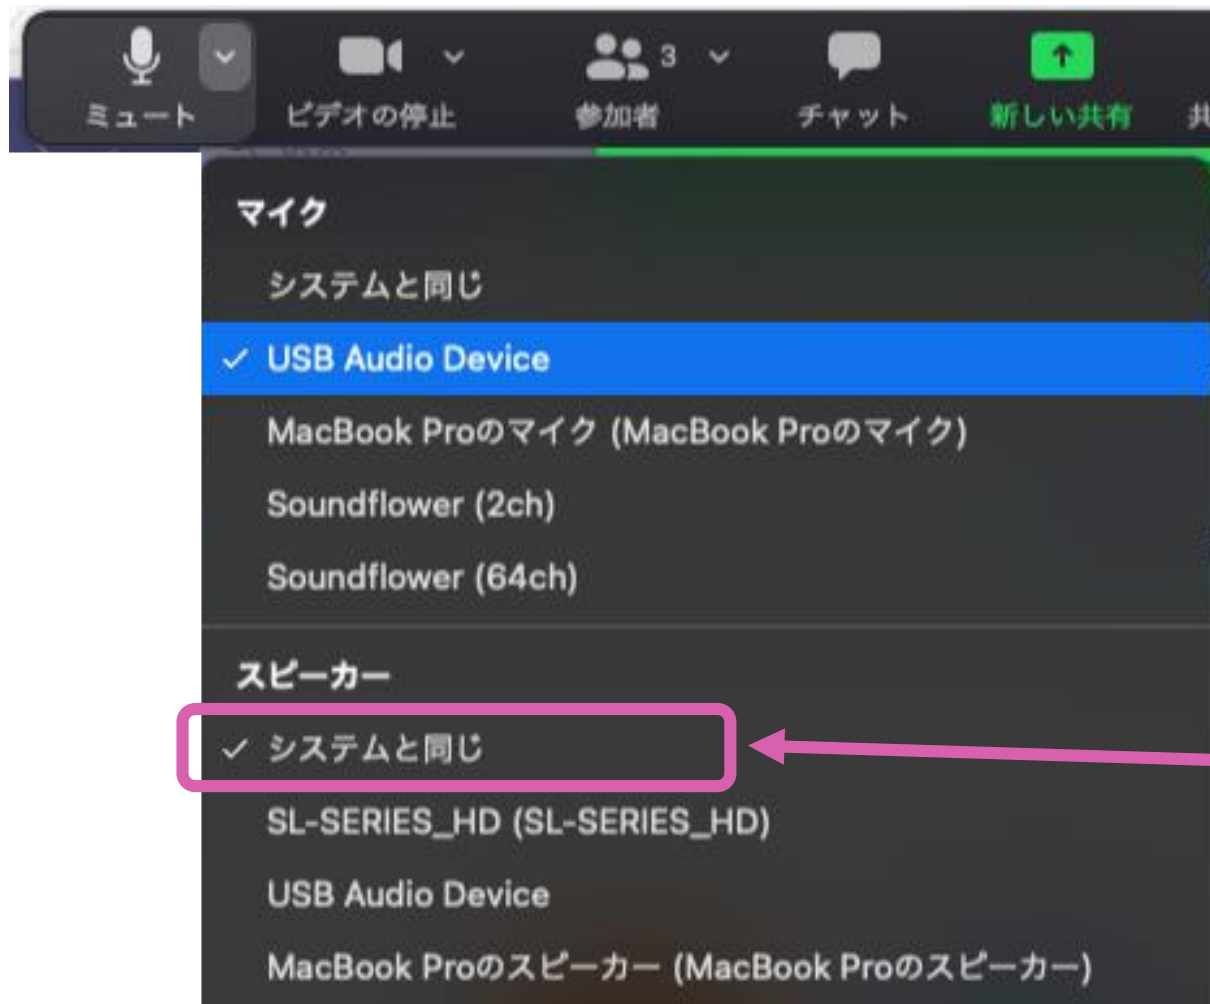 3
ミュート ビデオの停止 参加者 チャット 新しい共有 共
マイク
システムと同じ
✓ USB Audio Device
MacBook Proのマイク (MacBook Proのマイク)
Soundflower (2ch)
Soundflower (64ch)
スピーカー
✓ システムと同じ
SL-SERIES_HD (SL-SERIES_HD)
USB Audio Device
MacBook Proのスピーカー (MacBook Proのスピーカー)